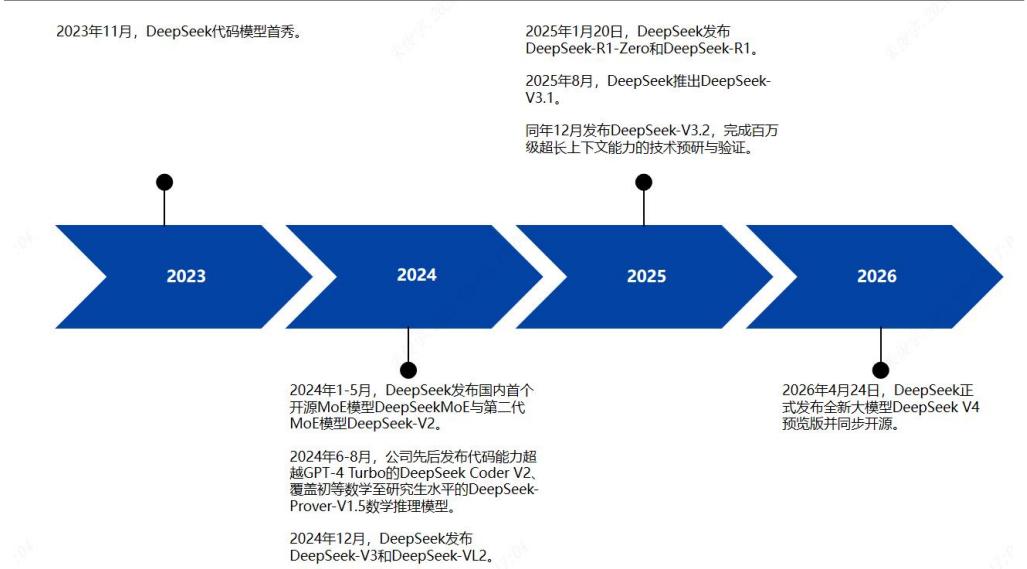 2023年11月，DeepSeek代码模型首秀。
2025年1月20日，DeepSeek发布
DeepSeek-R1-Zero和DeepSeek-R1。
2025年8月，DeepSeek推出DeepSeek-
V3.1。
同年12月发布DeepSeek-V3.2，完成百万
级超长上下文能力的技术预研与验证。
2023
2024
2025
2026
2024年1-5月，DeepSeek发布国内首个
开源MoE模型DeepSeekMoE与第二代
MoE模型DeepSeek-V2。
2024年6-8月，公司先后发布代码能力超
越GPT-4 Turbo的DeepSeek Coder V2、
覆盖初等数学至研究生水平的DeepSeek-
Prover-V1.5数学推理模型。
2024年12月，DeepSeek发布
DeepSeek-V3和DeepSeek-VL2。
2026年4月24日，DeepSeek正
式发布全新大模型DeepSeek V4
预览版并同步开源。